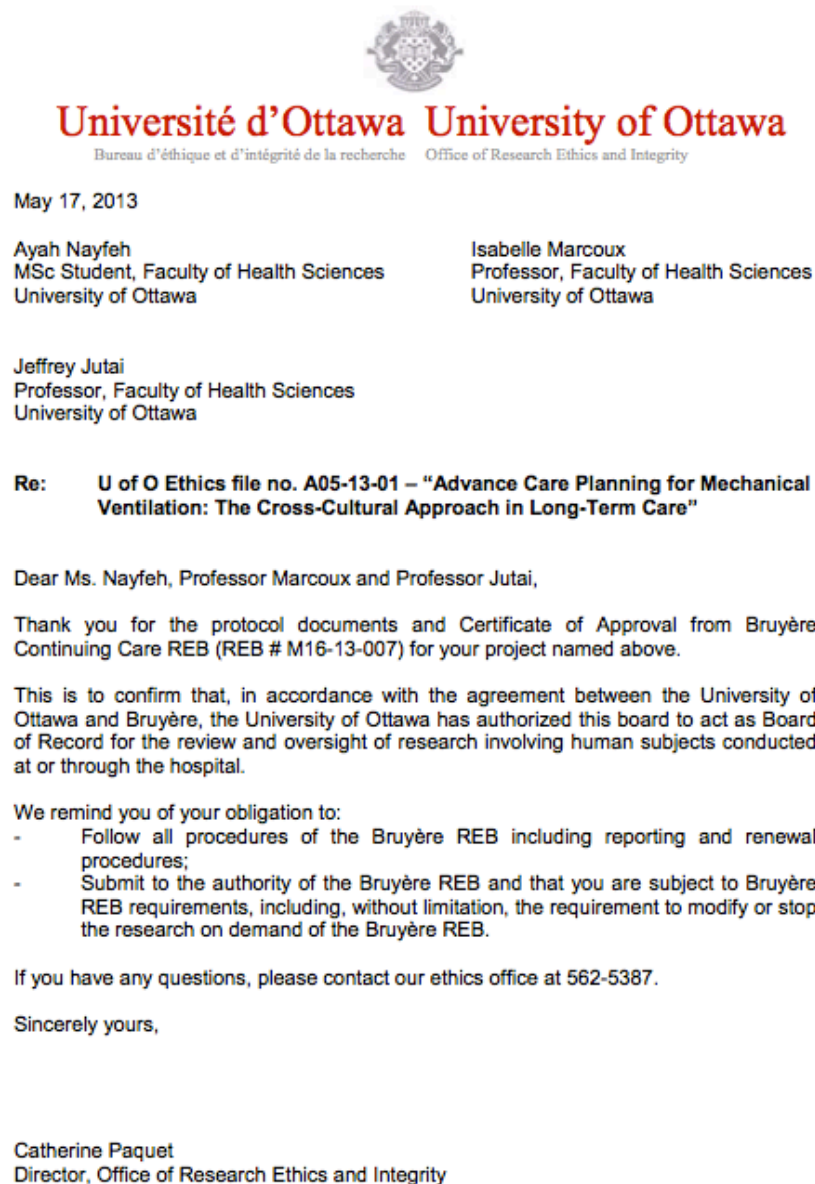 Université d'Ottawa University of Ottawa
Bureau d'éthique et d'intégrité de la recherche Office of Research Ethics and Integrity
May 17, 2013
Ayah Nayfeh
MSc Student, Faculty of Health Sciences
University of Ottawa
Isabelle Marcoux
Professor, Faculty of Health Sciences
University of Ottawa
Jeffrey Jutai
Professor, Faculty of Health Sciences
University of Ottawa
Re: U of O Ethics file no. A05-13-01 – “Advance Care Planning for Mechanical
Ventilation: The Cross-Cultural Approach in Long-Term Care”
Dear Ms. Nayfeh, Professor Marcoux and Professor Jutai,
Thank you for the protocol documents and Certificate of Approval from Bruyère
Continuing Care REB (REB # M16-13-007) for your project named above.
This is to confirm that, in accordance with the agreement between the University of
Ottawa and Bruyère, the University of Ottawa has authorized this board to act as Board
of Record for the review and oversight of research involving human subjects conducted
at or through the hospital.
We remind you of your obligation to:
- Follow all procedures of the Bruyère REB including reporting and renewal
procedures;
- Submit to the authority of the Bruyère REB and that you are subject to Bruyère
REB requirements, including, without limitation, the requirement to modify or stop
the research on demand of the Bruyère REB.
If you have any questions, please contact our ethics office at 562-5387.
Sincerely yours,
Catherine Paquet
Director, Office of Research Ethics and Integrity